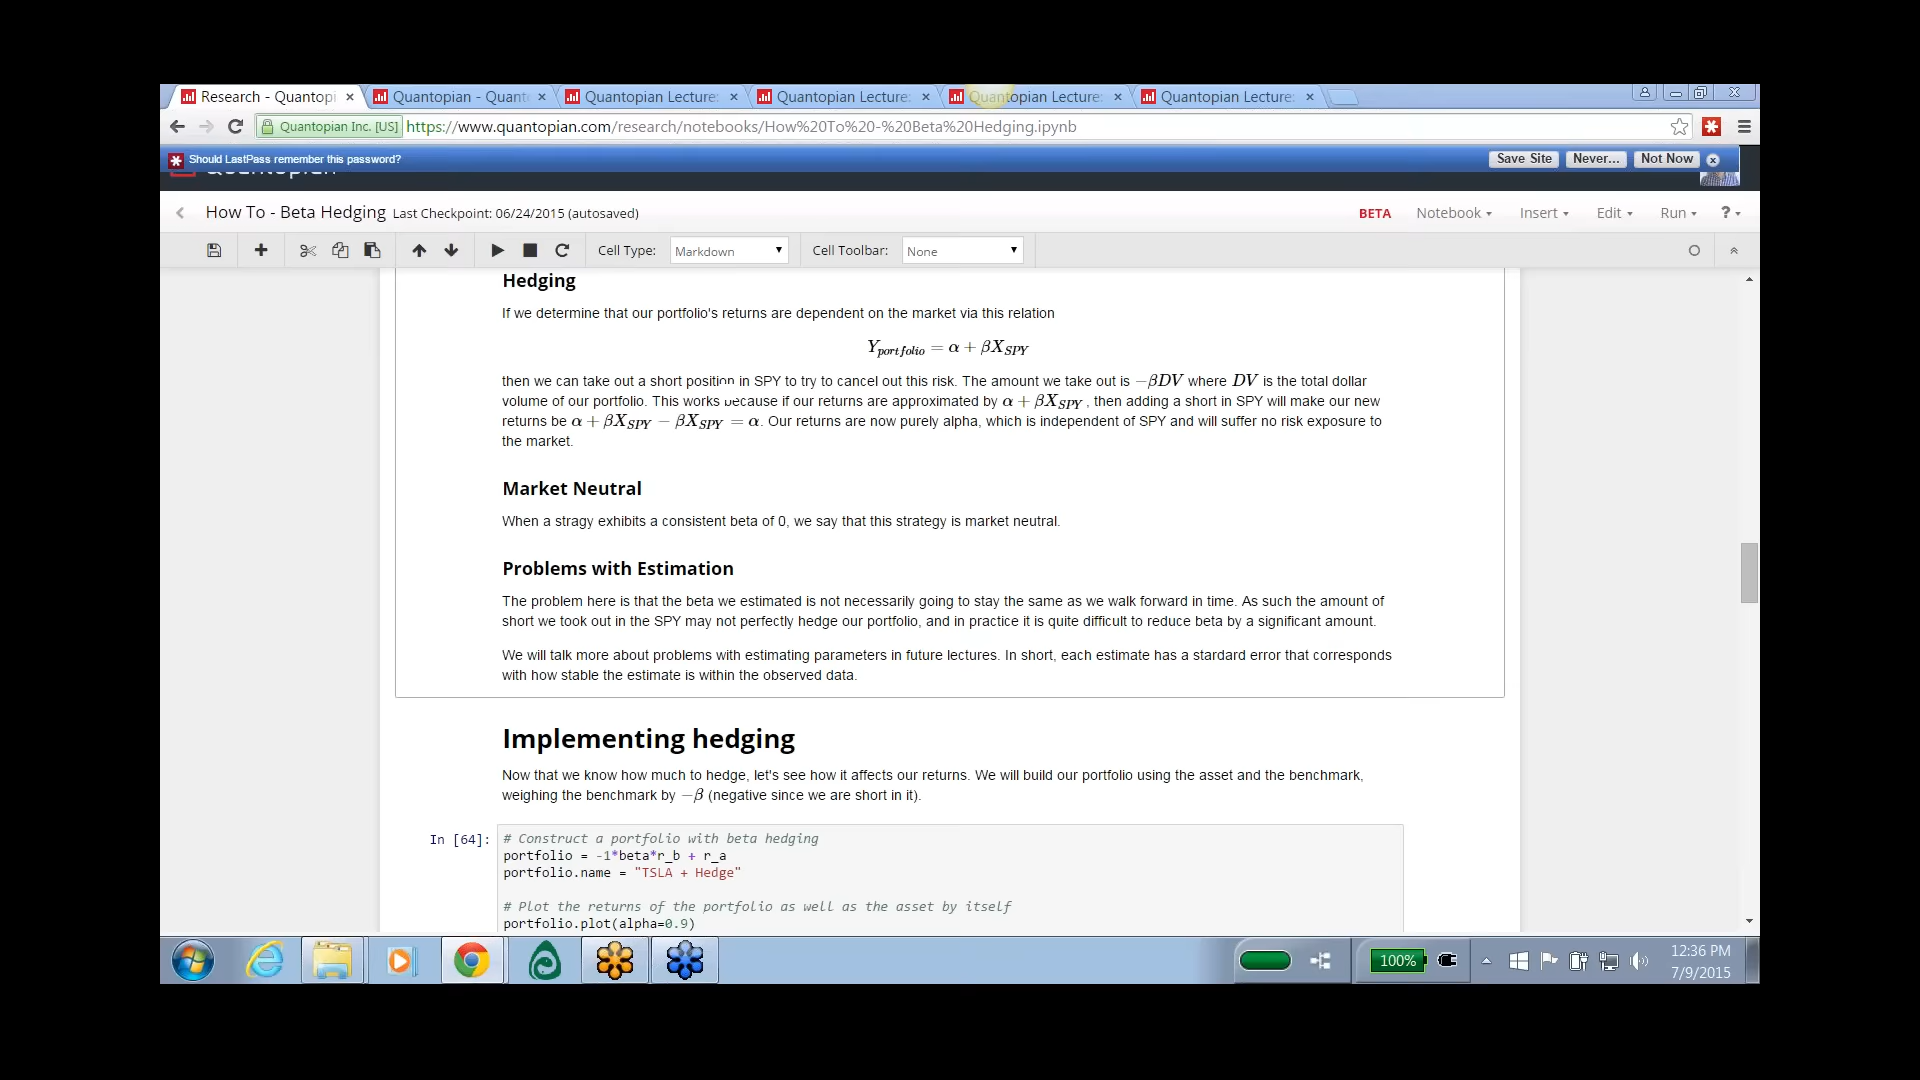 Research - Quantopi
Quantopian - Quant
Quantopian Lecture:
Quantopian Lecture:
Quantopian Lecture:
Quantopian Lecture:
Quantopian Inc. [US] https://www.quantopian.com/research/notebooks/How%20To%20-%20Beta%20Hedging.ipynb
Should LastPass remember this password? Save Site Never... Not Now
Quantopian
How To - Beta Hedging Last Checkpoint: 06/24/2015 (autosaved) BETA Notebook Insert Edit Run ?
Cell Type: Markdown Cell Toolbar: None
Hedging
If we determine that our portfolio's returns are dependent on the market via this relation
Y_portfolio = α + βX_SPY
then we can take out a short position in SPY to try to cancel out this risk. The amount we take out is −βDV where DV is the total dollar
volume of our portfolio. This works because if our returns are approximated by α + βX_SPY , then adding a short in SPY will make our new
returns be α + βX_SPY − βX_SPY = α. Our returns are now purely alpha, which is independent of SPY and will suffer no risk exposure to
the market.
Market Neutral
When a stragy exhibits a consistent beta of 0, we say that this strategy is market neutral.
Problems with Estimation
The problem here is that the beta we estimated is not necessarily going to stay the same as we walk forward in time. As such the amount of
short we took out in the SPY may not perfectly hedge our portfolio, and in practice it is quite difficult to reduce beta by a significant amount.
We will talk more about problems with estimating parameters in future lectures. In short, each estimate has a stardard error that corresponds
with how stable the estimate is within the observed data.
Implementing hedging
Now that we know how much to hedge, let's see how it affects our returns. We will build our portfolio using the asset and the benchmark,
weighing the benchmark by −β (negative since we are short in it).
In [64]: # Construct a portfolio with beta hedging
portfolio = -1*beta*r_b + r_a
portfolio.name = "TSLA + Hedge"
# Plot the returns of the portfolio as well as the asset by itself
portfolio.plot(alpha=0.9)
100%
12:36 PM
7/9/2015